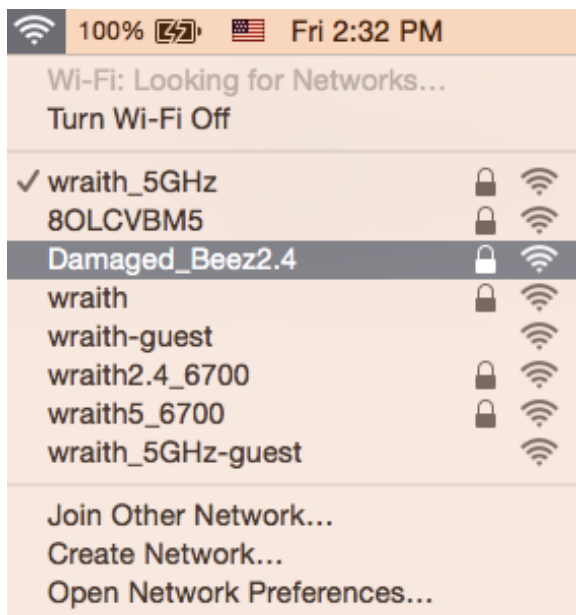 100% Fri 2:32 PM
Wi-Fi: Looking for Networks...
Turn Wi-Fi Off
wraith_5GHz
8OLCVBM5
Damaged_Beez2.4
wraith
wraith-guest
wraith2.4_6700
wraith5_6700
wraith_5GHz-guest
Join Other Network...
Create Network...
Open Network Preferences...